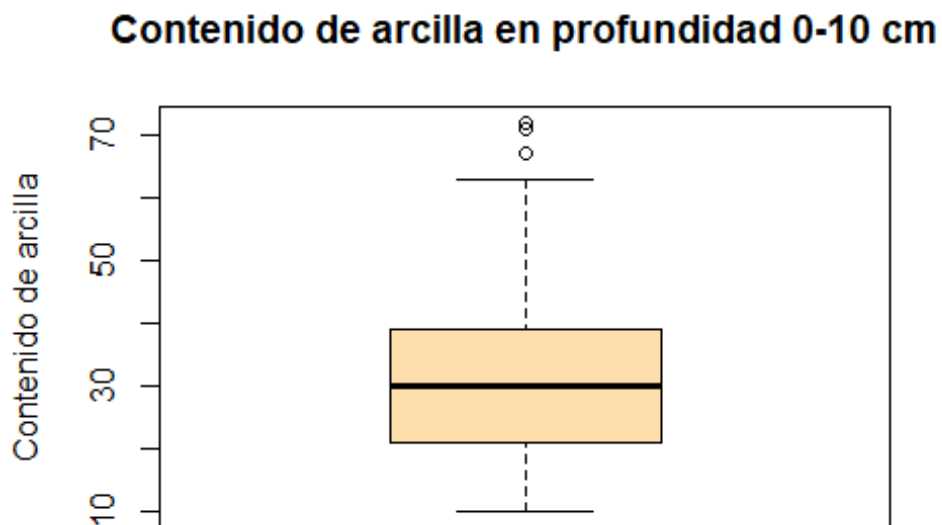 Contenido de arcilla en profundidad 0-10 cm
Contenido de arcilla
70
50
30
10